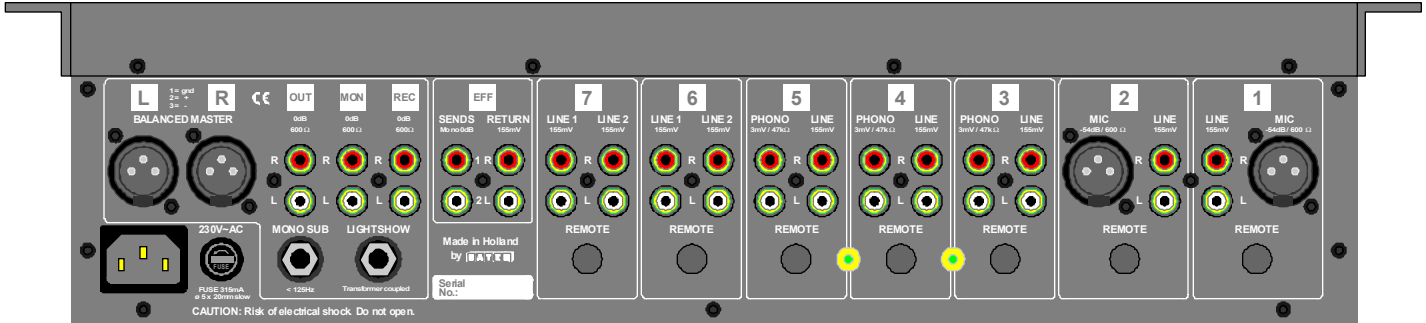 L
1= gnd
2= +
3= -
R
CE
OUT
MON
REC
EFF
7
6
5
4
3
2
1
BALANCED MASTER
0dB
600 Ω
0dB
600 Ω
0dB
600Ω
SENDS
Mono 0dB
RETURN
155mV
LINE 1
155mV
LINE 2
155mV
LINE 1
155mV
LINE 2
155mV
PHONO
3mV / 47kΩ
LINE
155mV
PHONO
3mV / 47kΩ
LINE
155mV
PHONO
3mV / 47kΩ
LINE
155mV
MIC
-54dB / 600 Ω
LINE
155mV
LINE
155mV
MIC
-54dB / 600 Ω
R R R 1 R R R R R R R R
L L L 2 L L L L L L L L
230V~AC
FUSE
FUSE 315mA
ø 5 x 20mm slow
MONO SUB
< 125Hz
LIGHTSHOW
Transformer coupled
Made in Holland
by DATEQ
Serial
No.:
REMOTE
REMOTE
REMOTE
REMOTE
REMOTE
REMOTE
REMOTE
CAUTION: Risk of electrical shock. Do not open.